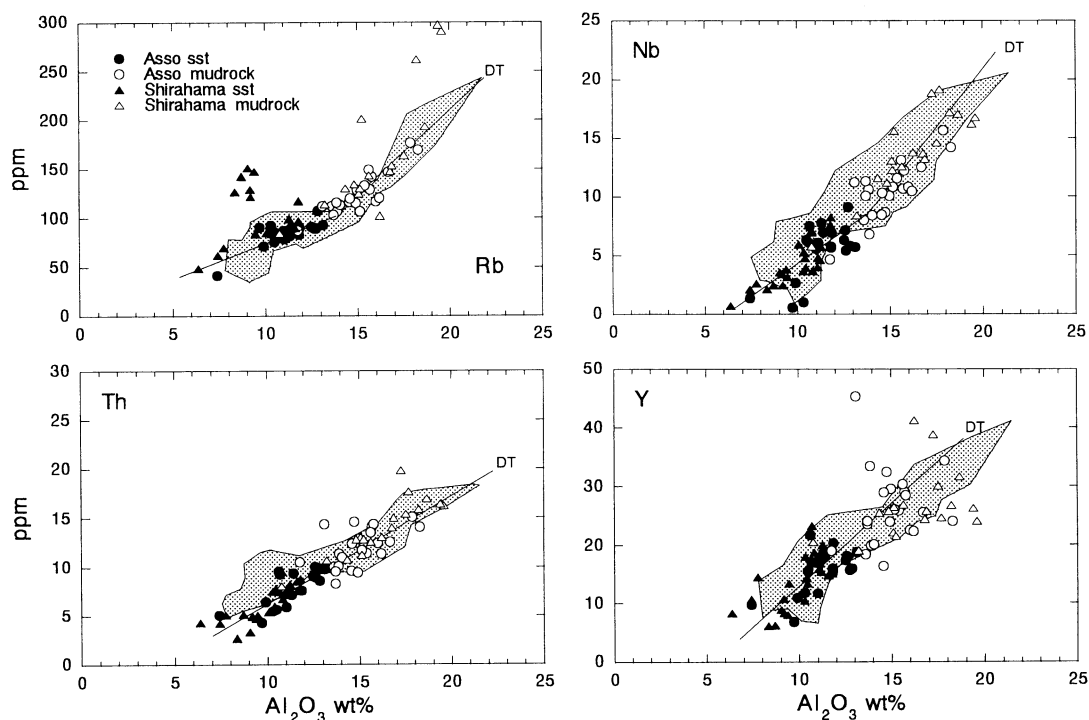 300
250
200
150
100
50
0
ppm
Asso sst
Asso mudrock
Shirahama sst
Shirahama mudrock
DT
Rb
0 5 10 15 20 25
25
20
15
10
5
0
Nb
DT
0 5 10 15 20 25
30
25
20
15
10
5
0
ppm
Th
DT
0 5 10 15 20 25
Al2O3 wt%
50
40
30
20
10
0
Y
DT
0 5 10 15 20 25
Al2O3 wt%